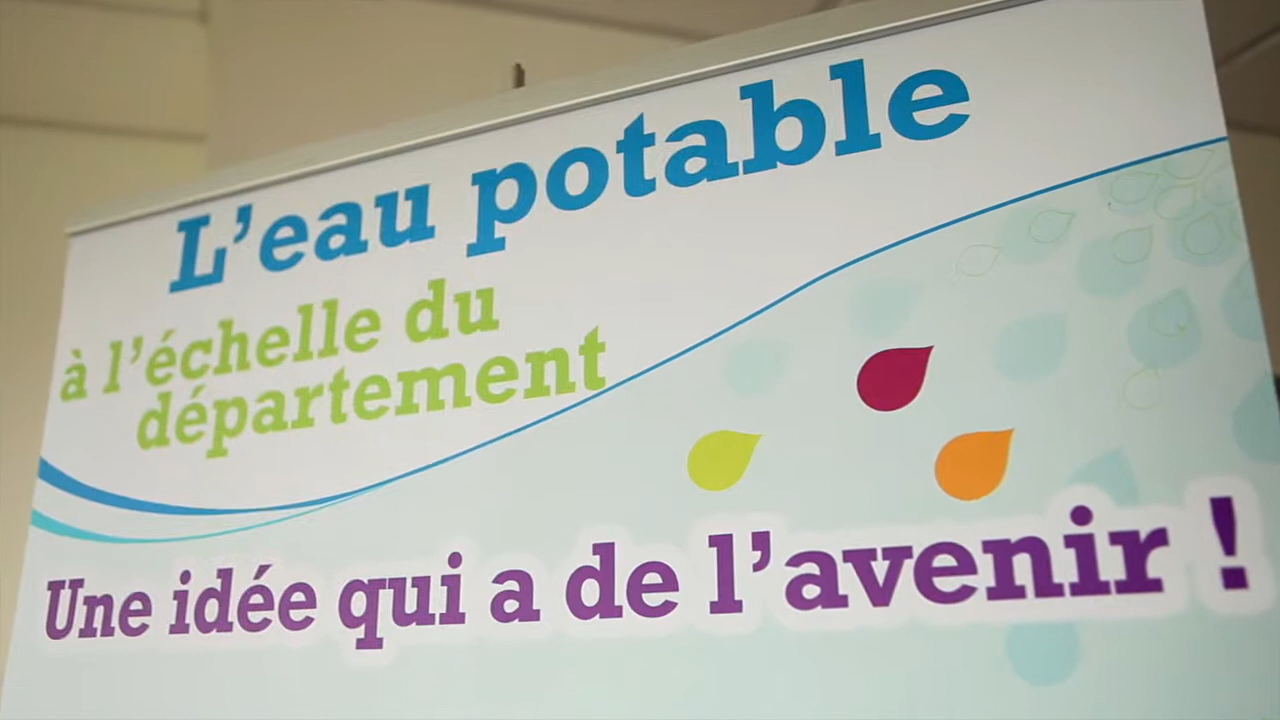 L'eau potable
à l'échelle du
département
Une idée qui a de l'avenir !